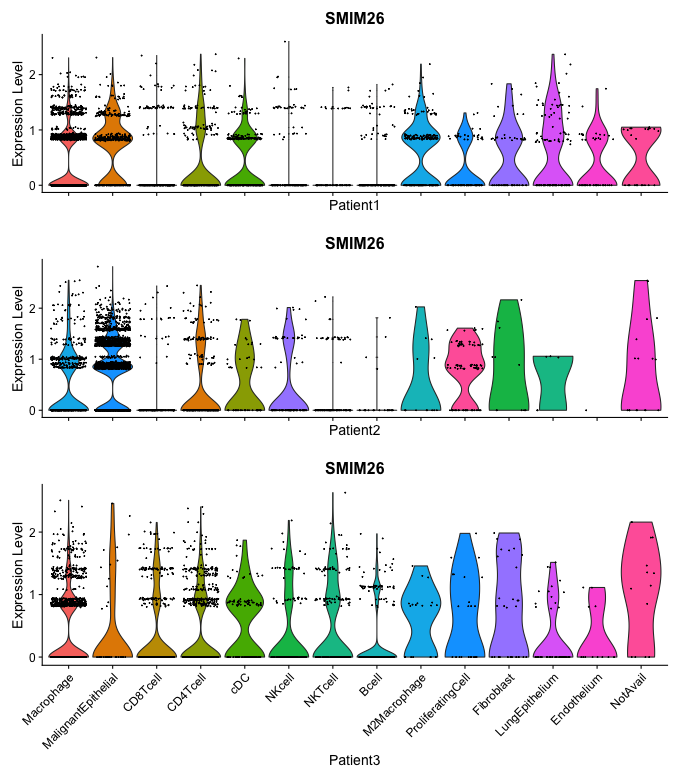 SMIM26
Expression Level
2
1
0
Patient1
SMIM26
Expression Level
2
1
0
Patient2
SMIM26
Expression Level
2
1
0
Macrophage
MalignantEpithelial
CD8Tcell
CD4Tcell
cDC
NKcell
NKTcell
Bcell
M2Macrophage
ProliferatingCell
Fibroblast
LungEpithelium
Endothelium
NotAvail
Patient3